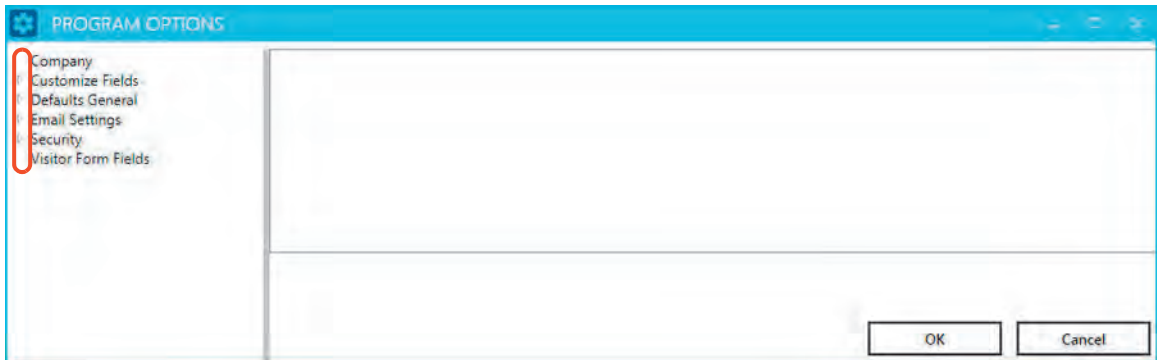 PROGRAM OPTIONS
Company
Customize Fields
Defaults General
Email Settings
Security
Visitor Form Fields
OK
Cancel